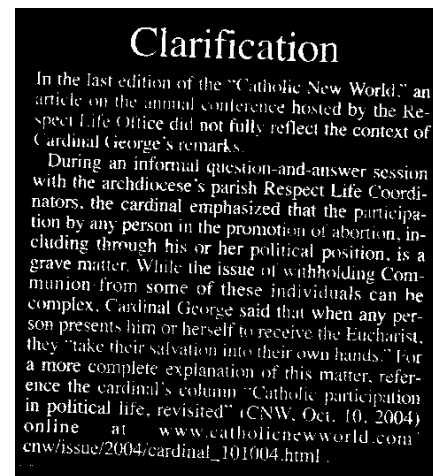 Clarification
In the last edition of the “Catholic New World,” an
article on the annual conference hosted by the Re-
spect Life Office did not fully reflect the context of
Cardinal George’s remarks.
During an informal question-and-answer session
with the archdiocese’s parish Respect Life Coordi-
nators, the cardinal emphasized that the participa-
tion by any person in the promotion of abortion, in-
cluding through his or her political position, is a
grave matter. While the issue of withholding Com-
munion from some of these individuals can be
complex, Cardinal George said that when any per-
son presents him or herself to receive the Eucharist,
they “take their salvation into their own hands.” For
a more complete explanation of this matter, refer-
ence the cardinal’s column “Catholic participation
in political life, revisited” (CNW, Oct. 10, 2004)
online at www.catholicnewworld.com/
cnw/issue/2004/cardinal_101004.html .